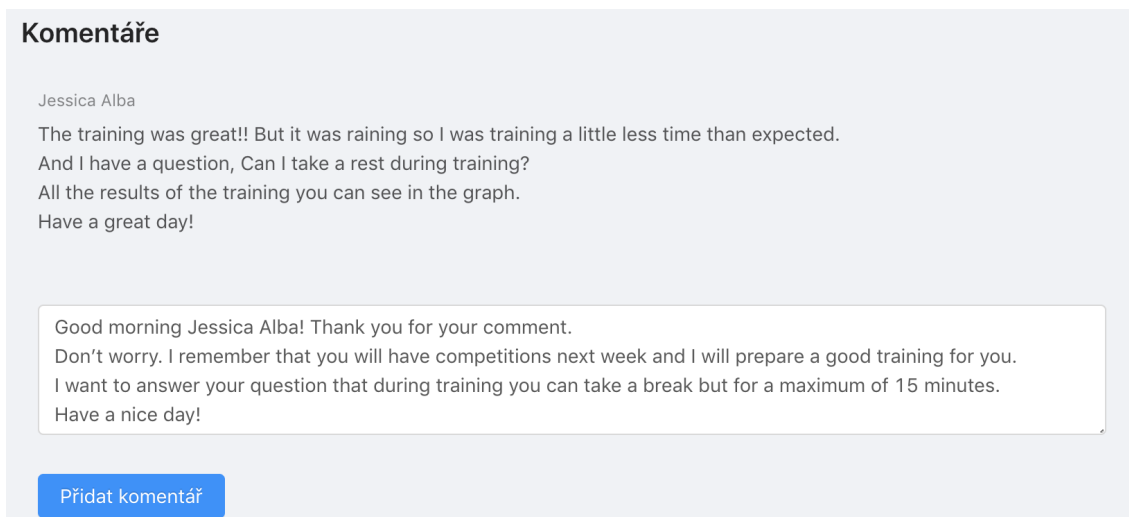 Komentáře
Jessica Alba
The training was great!! But it was raining so I was training a little less time than expected.
And I have a question, Can I take a rest during training?
All the results of the training you can see in the graph.
Have a great day!
Good morning Jessica Alba! Thank you for your comment.
Don’t worry. I remember that you will have competitions next week and I will prepare a good training for you.
I want to answer your question that during training you can take a break but for a maximum of 15 minutes.
Have a nice day!
Přidat komentář